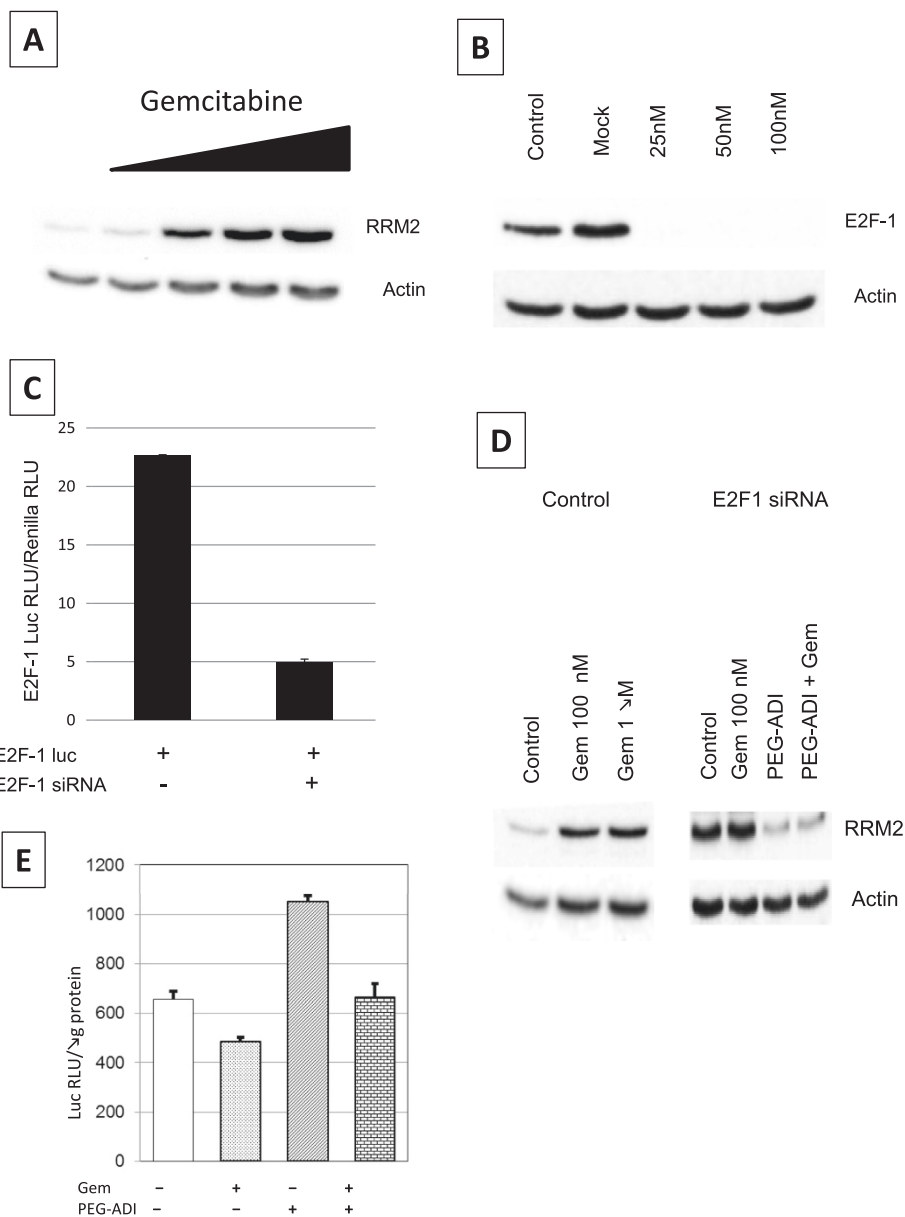 A
Gemcitabine
RRM2
Actin
B
Control
Mock
25nM
50nM
100nM
E2F-1
Actin
C
E2F-1 Luc RLU/Renilla RLU
25
22
15
10
5
0
E2F-1 luc + +
E2F-1 siRNA - +
D
Control
E2F1 siRNA
Control
Gem 100 nM
Gem 1 ↘M
Control
Gem 100 nM
PEG-ADI
PEG-ADI + Gem
RRM2
Actin
E
Luc RLU/↘g protein
1200
1000
800
600
400
200
0
Gem – + – +
PEG-ADI – – + +